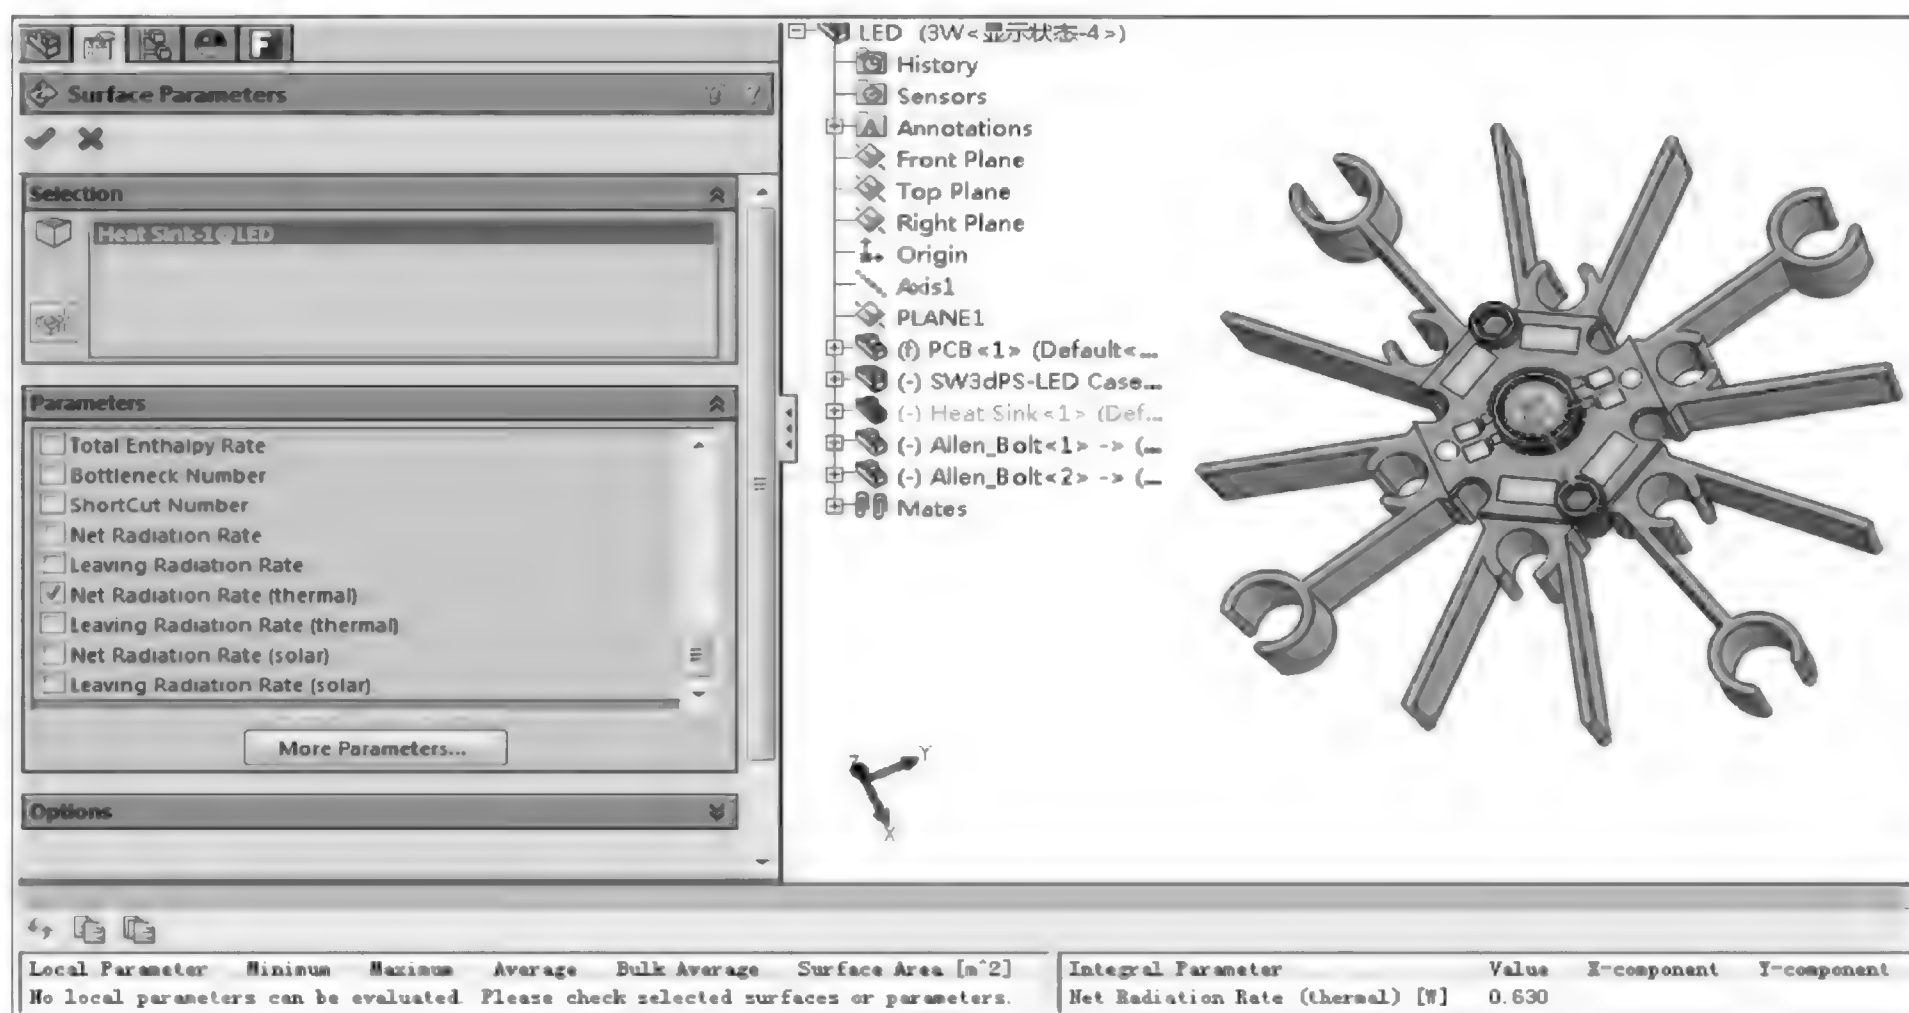 Surface Parameters
Selection
Heat Sink-1@LED
Parameters
Total Enthalpy Rate
Bottleneck Number
ShortCut Number
Net Radiation Rate
Leaving Radiation Rate
Net Radiation Rate (thermal)
Leaving Radiation Rate (thermal)
Net Radiation Rate (solar)
Leaving Radiation Rate (solar)
More Parameters...
Options
LED (3W<显示状态-4>)
History
Sensors
Annotations
Front Plane
Top Plane
Right Plane
Origin
Axis1
PLANE1
(f) PCB<1> (Default<...
(-) SW3dPS-LED Case...
(-) Heat Sink<1> (Def...
(-) Allen_Bolt<1> -> (...
(-) Allen_Bolt<2> -> (...
Mates
Z
Y
X
Local Parameter Minimum Maximum Average Bulk Average Surface Area [m^2]
No local parameters can be evaluated. Please check selected surfaces or parameters.
Integral Parameter Value X-component Y-component
Net Radiation Rate (thermal) [W] 0.630